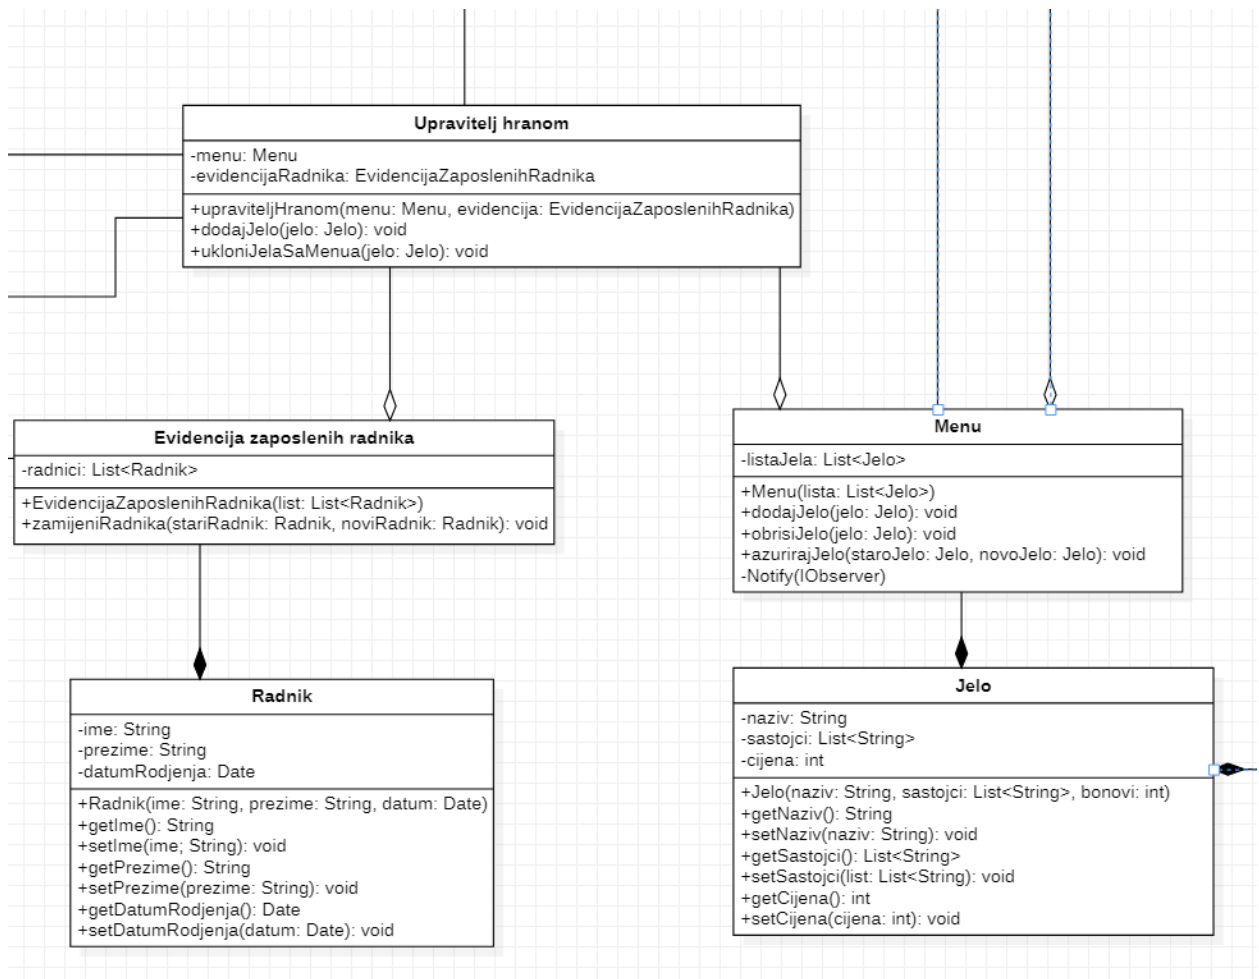 Upravitelj hranom
-menu: Menu
-evidencijaRadnika: EvidencijaZaposlenihRadnika
+upraviteljHranom(menu: Menu, evidencija: EvidencijaZaposlenihRadnika)
+dodajJelo(jelo: Jelo): void
+ukloniJelaSaMenua(jelo: Jelo): void
Evidencija zaposlenih radnika
-radnici: List<Radnik>
+EvidencijaZaposlenihRadnika(list: List<Radnik>)
+zamijeniRadnika(stariRadnik: Radnik, noviRadnik: Radnik): void
Menu
-listaJela: List<Jelo>
+Menu(lista: List<Jelo>)
+dodajJelo(jelo: Jelo): void
+obrisiJelo(jelo: Jelo): void
+azurirajJelo(staroJelo: Jelo, novoJelo: Jelo): void
-Notify(IObserver)
Radnik
-ime: String
-prezime: String
-datumRodjenja: Date
+Radnik(ime: String, prezime: String, datum: Date)
+getIme(): String
+setIme(ime; String): void
+getPrezime(): String
+setPrezime(prezime: String): void
+getDatumRodjenja(): Date
+setDatumRodjenja(datum: Date): void
Jelo
-naziv: String
-sastojci: List<String>
-cijena: int
+Jelo(naziv: String, sastojci: List<String>, bonovi: int)
+getNaziv(): String
+setNaziv(naziv: String): void
+getSastojci(): List<String>
+setSastojci(list: List<String): void
+getCijena(): int
+setCijena(cijena: int): void